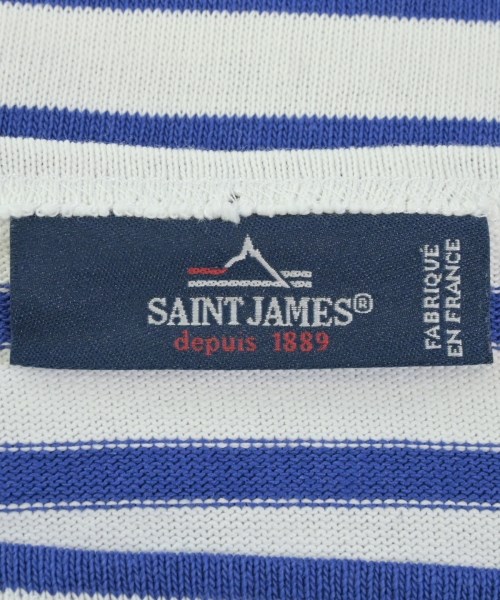 SAINT JAMES®
depuis 1889
FABRIQUÉ
EN FRANCE